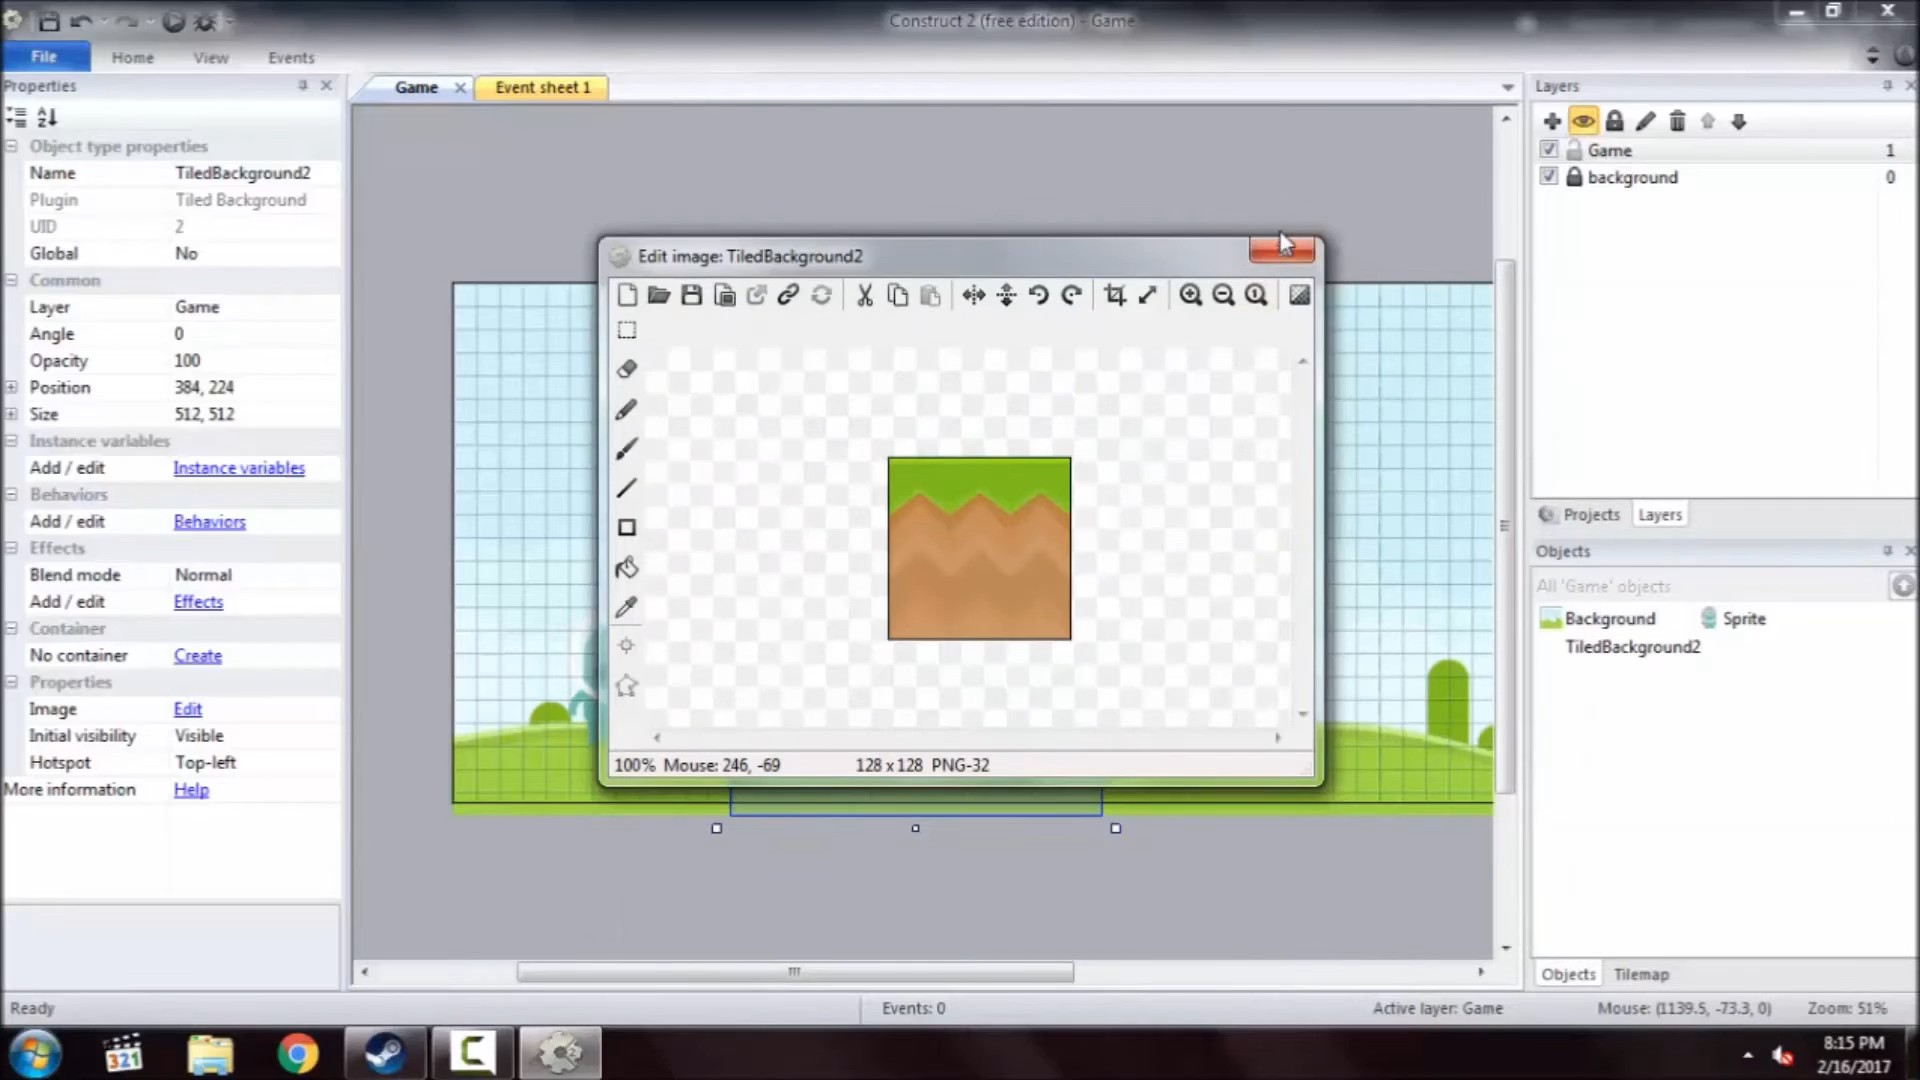 Construct 2 (free edition) - Game
File Home View Events
Properties
Object type properties
Name TiledBackground2
Plugin Tiled Background
UID 2
Global No
Common
Layer Game
Angle 0
Opacity 100
Position 384, 224
Size 512, 512
Instance variables
Add / edit Instance variables
Behaviors
Add / edit Behaviors
Effects
Blend mode Normal
Add / edit Effects
Container
No container Create
Properties
Image Edit
Initial visibility Visible
Hotspot Top-left
More information Help
Game Event sheet 1
Edit image: TiledBackground2
100% Mouse: 246, -69 128 x 128 PNG-32
Layers
Game 1
background 0
Projects Layers
Objects
All 'Game' objects
Background Sprite
TiledBackground2
Objects Tilemap
Ready Events: 0 Active layer: Game Mouse: (1139.5, -73.3, 0) Zoom: 51%
321
8:15 PM
2/16/2017